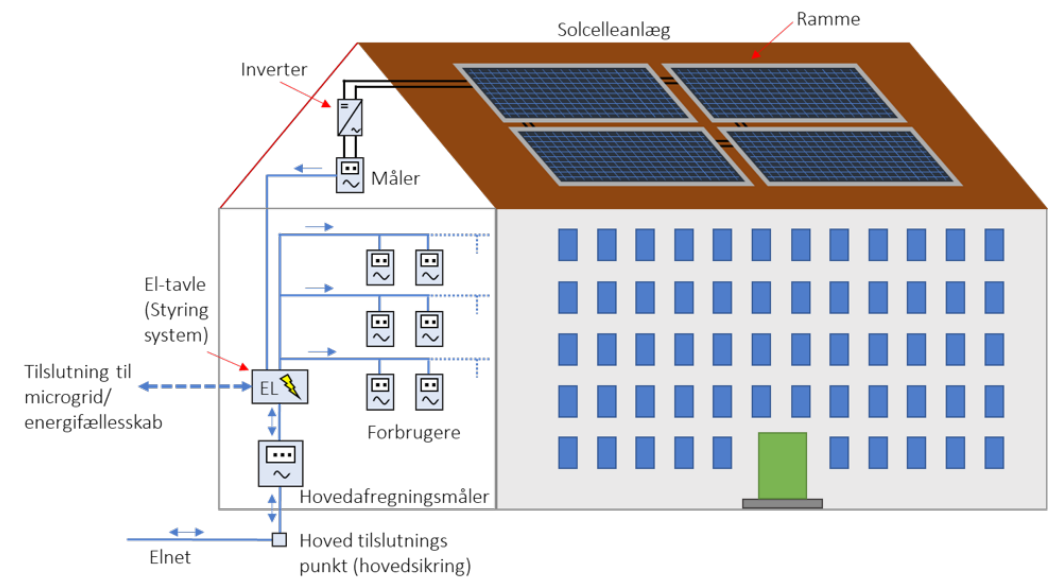 Solcelleanlæg
Ramme
Inverter
Måler
El-tavle
(Styring
system)
Tilslutning til
microgrid/
energifællesskab
EL
Forbrugere
Hovedafregningsmåler
Elnet
Hoved tilslutnings
punkt (hovedsikring)